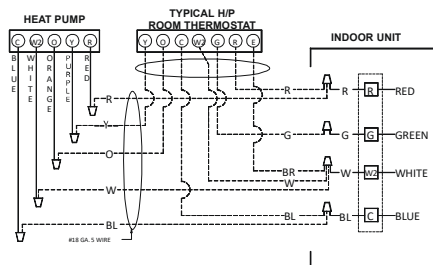 HEAT PUMP
TYPICAL H/P
ROOM THERMOSTAT
INDOOR UNIT
C W2 O Y R
Y O C W2 G R E
BLUE
WHITE
ORANGE
PURPLE
RED
R R R R RED
Y
G G G GREEN
O
BR
W W W2 WHITE
W
BL BL BL C BLUE
#18 GA. 5 WIRE